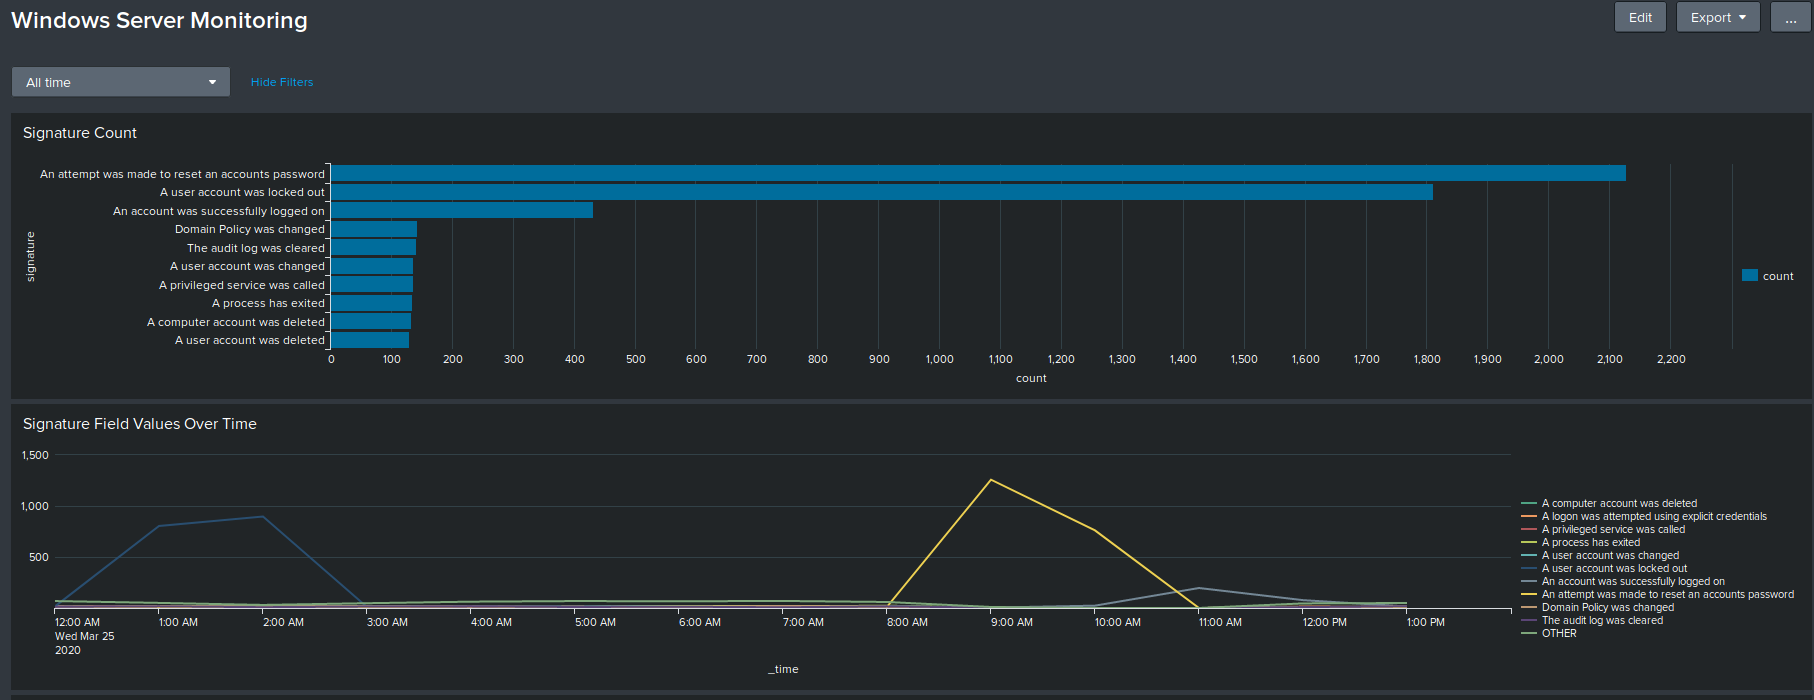 Windows Server Monitoring
Edit
Export
...
All time
Hide Filters
Signature Count
signature
An attempt was made to reset an accounts password
A user account was locked out
An account was successfully logged on
Domain Policy was changed
The audit log was cleared
A user account was changed
A privileged service was called
A process has exited
A computer account was deleted
A user account was deleted
0 100 200 300 400 500 600 700 800 900 1,000 1,100 1,200 1,300 1,400 1,500 1,600 1,700 1,800 1,900 2,000 2,100 2,200
count
count
Signature Field Values Over Time
1,500
1,000
500
12:00 AM 1:00 AM 2:00 AM 3:00 AM 4:00 AM 5:00 AM 6:00 AM 7:00 AM 8:00 AM 9:00 AM 10:00 AM 11:00 AM 12:00 PM 1:00 PM
Wed Mar 25
2020
_time
A computer account was deleted
A logon was attempted using explicit credentials
A privileged service was called
A process has exited
A user account was changed
A user account was locked out
An account was successfully logged on
An attempt was made to reset an accounts password
Domain Policy was changed
The audit log was cleared
OTHER